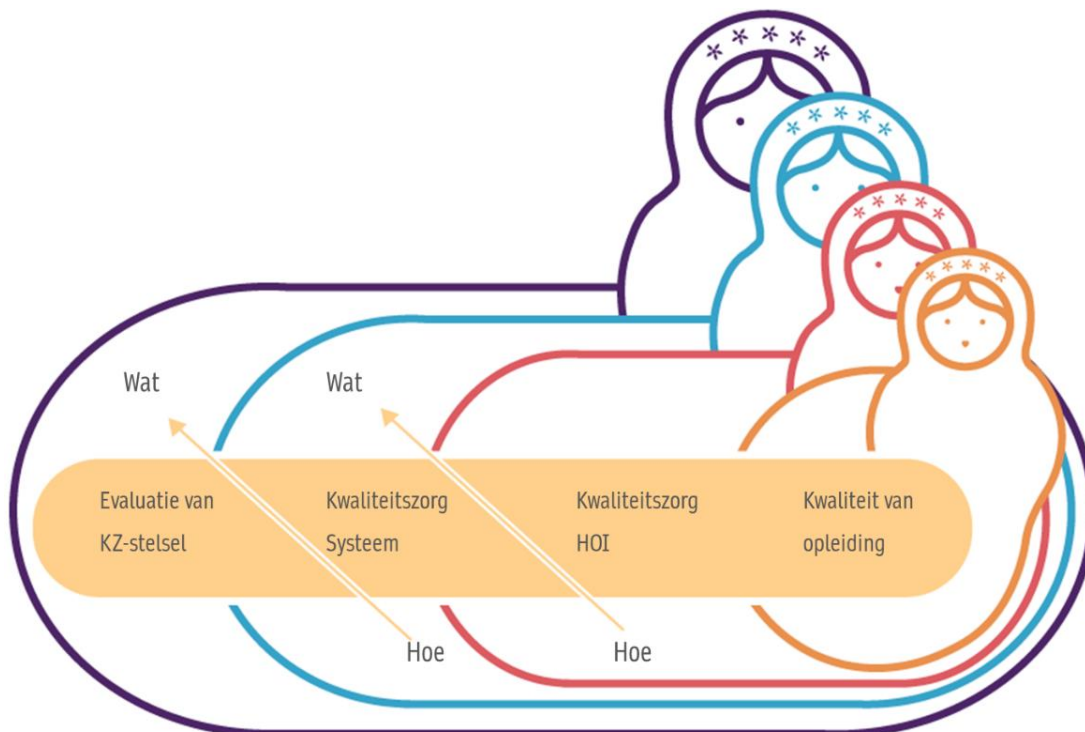 Wat
Wat
Evaluatie van
KZ-stelsel
Kwaliteitszorg
Systeem
Kwaliteitszorg
HOI
Kwaliteit van
opleiding
Hoe
Hoe